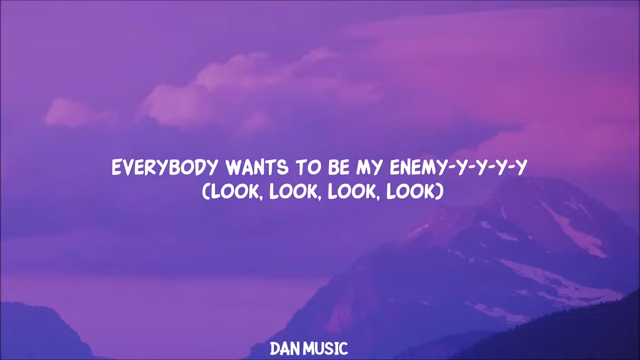 EVERYBODY WANTS TO BE MY ENEMY-Y-Y-Y-Y
(LOOK, LOOK, LOOK, LOOK)
DAN MUSIC